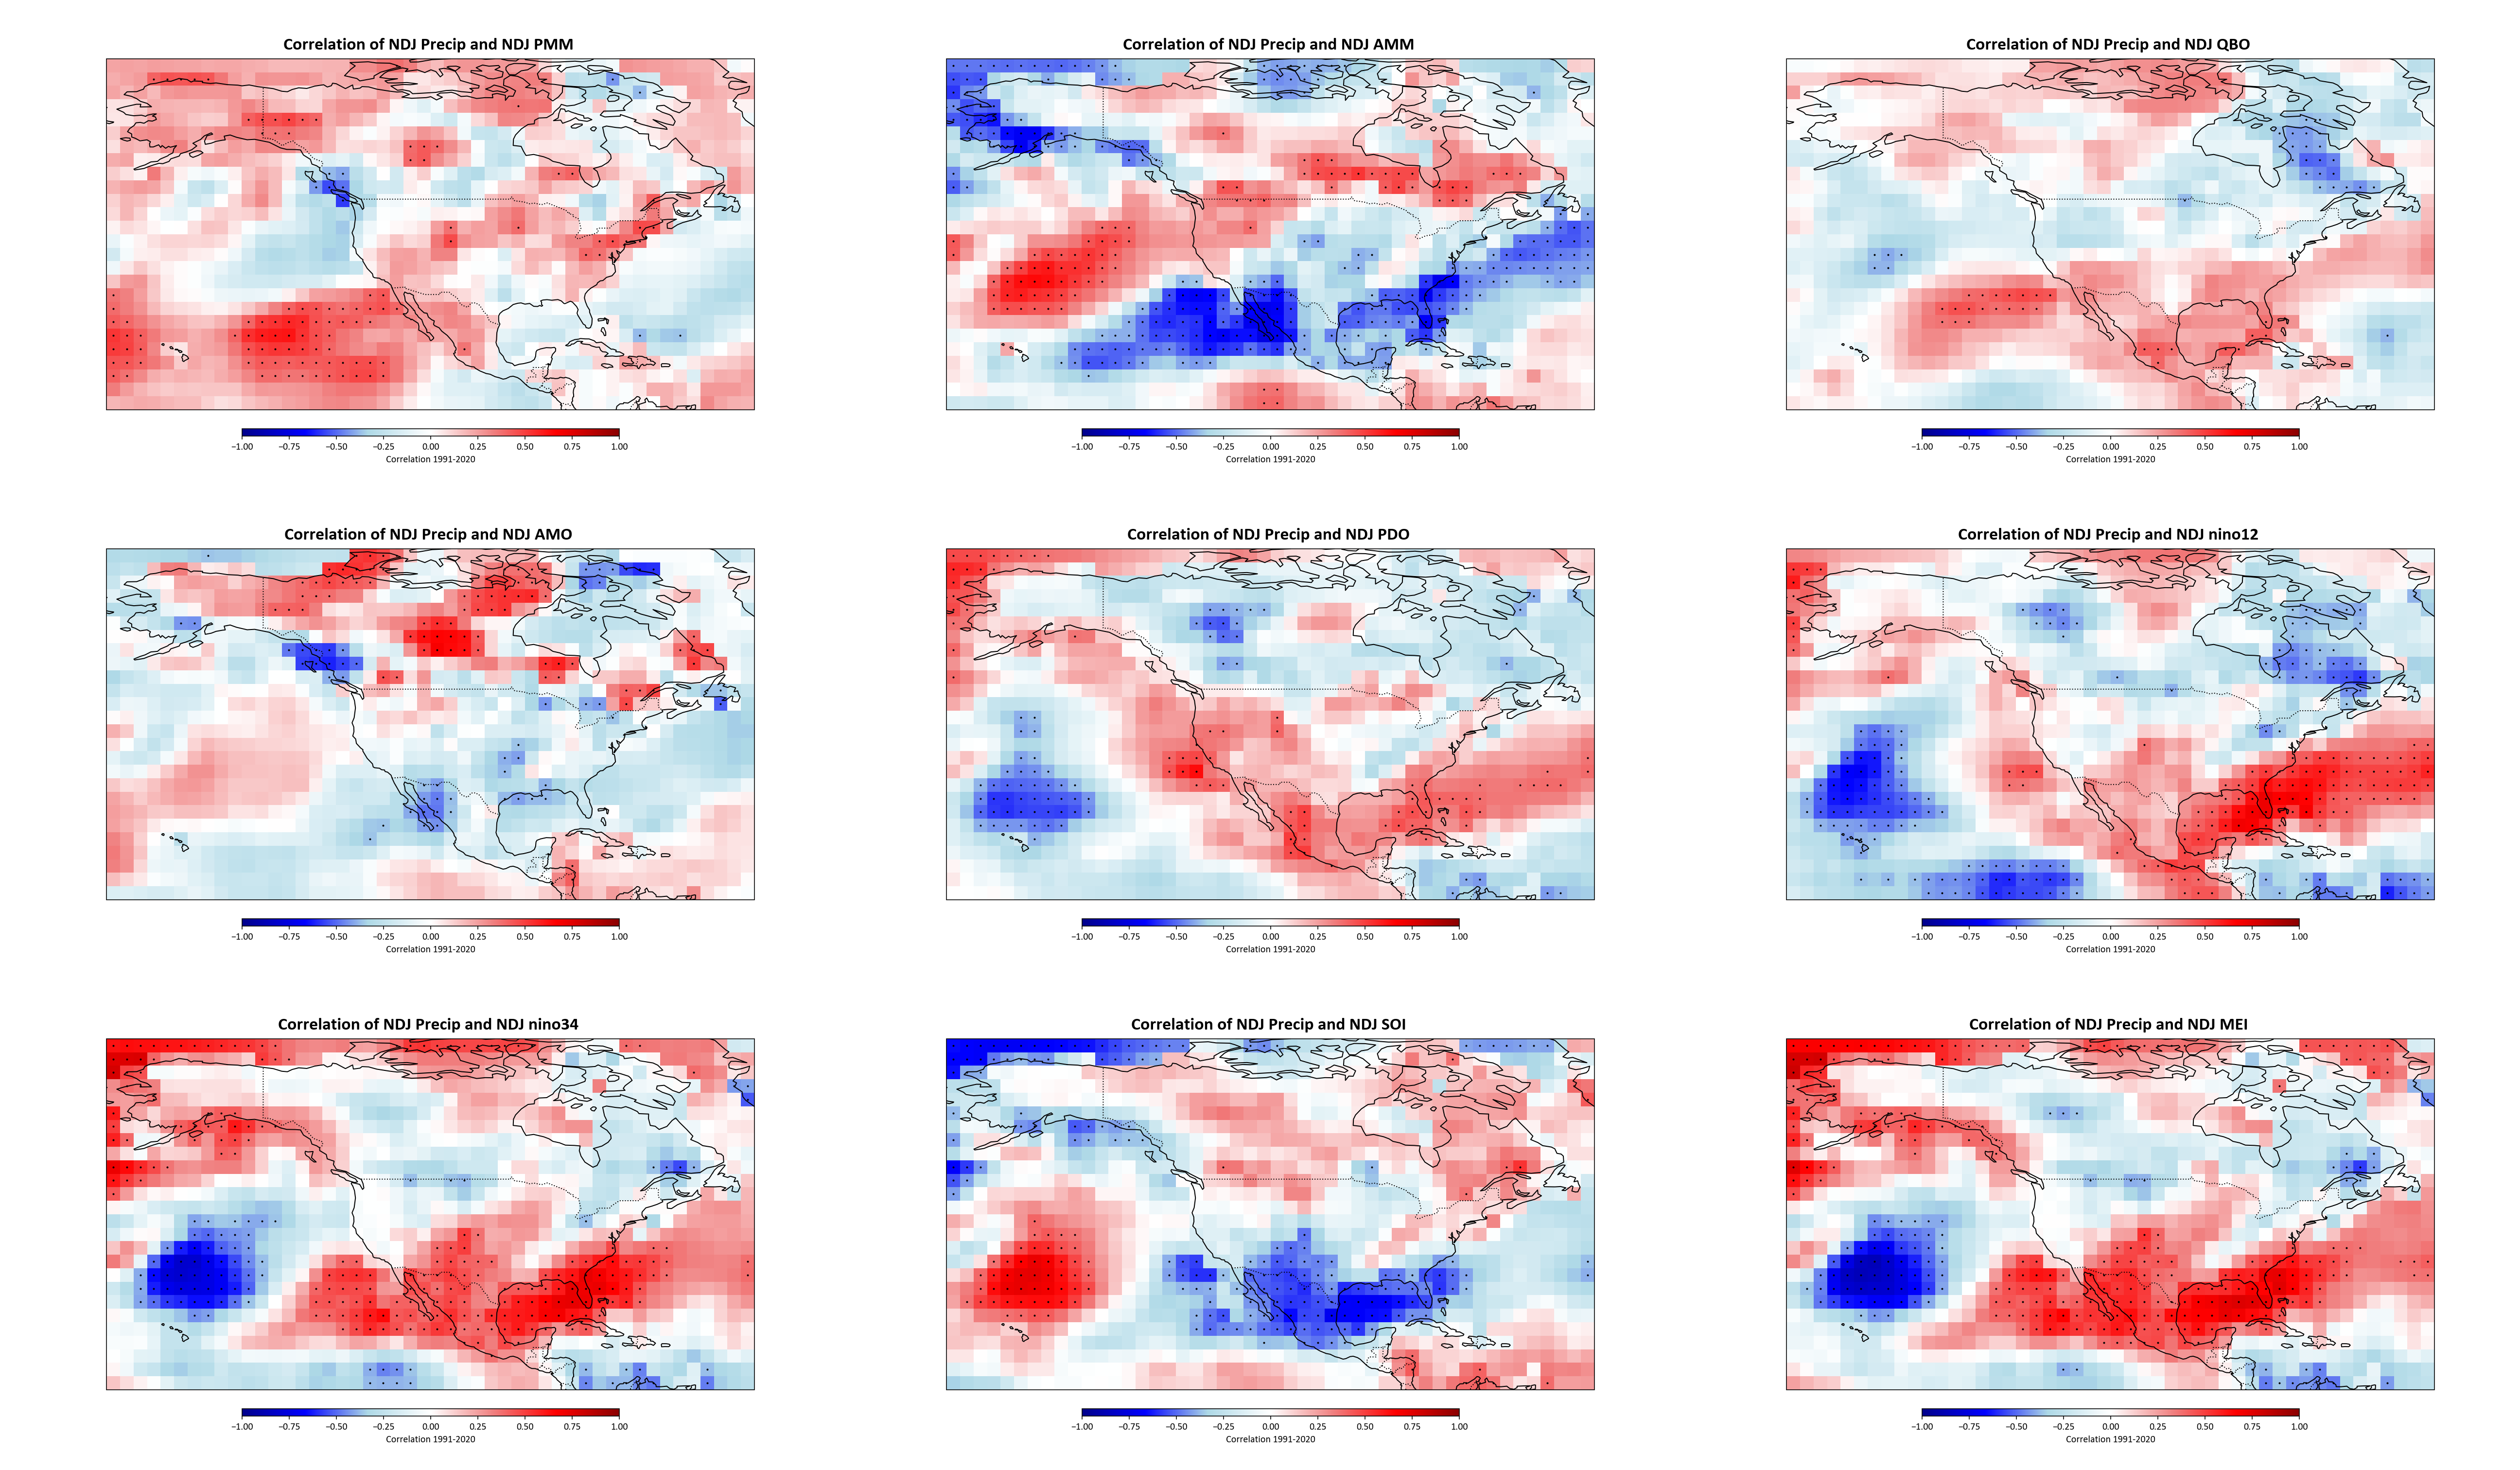 Correlation of NDJ Precip and NDJ PMM
Correlation of NDJ Precip and NDJ AMM
Correlation of NDJ Precip and NDJ QBO
−1.00 −0.75 −0.50 −0.25 0.00 0.25 0.50 0.75 1.00
Correlation 1991-2020
−1.00 −0.75 −0.50 −0.25 0.00 0.25 0.50 0.75 1.00
Correlation 1991-2020
−1.00 −0.75 −0.50 −0.25 0.00 0.25 0.50 0.75 1.00
Correlation 1991-2020
Correlation of NDJ Precip and NDJ AMO
Correlation of NDJ Precip and NDJ PDO
Correlation of NDJ Precip and NDJ nino12
−1.00 −0.75 −0.50 −0.25 0.00 0.25 0.50 0.75 1.00
Correlation 1991-2020
−1.00 −0.75 −0.50 −0.25 0.00 0.25 0.50 0.75 1.00
Correlation 1991-2020
−1.00 −0.75 −0.50 −0.25 0.00 0.25 0.50 0.75 1.00
Correlation 1991-2020
Correlation of NDJ Precip and NDJ nino34
Correlation of NDJ Precip and NDJ SOI
Correlation of NDJ Precip and NDJ MEI
−1.00 −0.75 −0.50 −0.25 0.00 0.25 0.50 0.75 1.00
Correlation 1991-2020
−1.00 −0.75 −0.50 −0.25 0.00 0.25 0.50 0.75 1.00
Correlation 1991-2020
−1.00 −0.75 −0.50 −0.25 0.00 0.25 0.50 0.75 1.00
Correlation 1991-2020